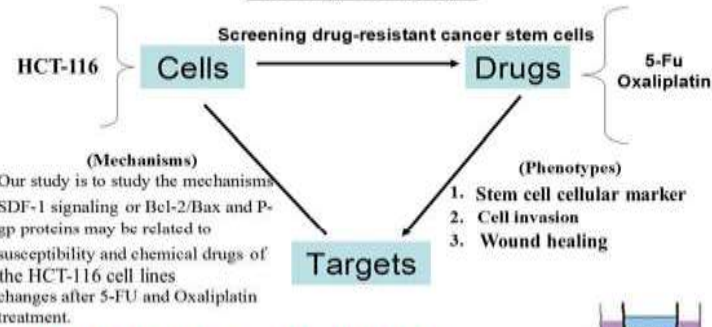 Screening drug-resistant cancer stem cells
HCT-116
Cells
Drugs
5-Fu
Oxaliplatin
(Mechanisms)
Our study is to study the mechanisms
SDF-1 signaling or Bcl-2/Bax and P-
gp proteins may be related to
susceptibility and chemical drugs of
the HCT-116 cell lines
changes after 5-FU and Oxaliplatin
treatment.
(Phenotypes)
1. Stem cell cellular marker
2. Cell invasion
3. Wound healing
Targets